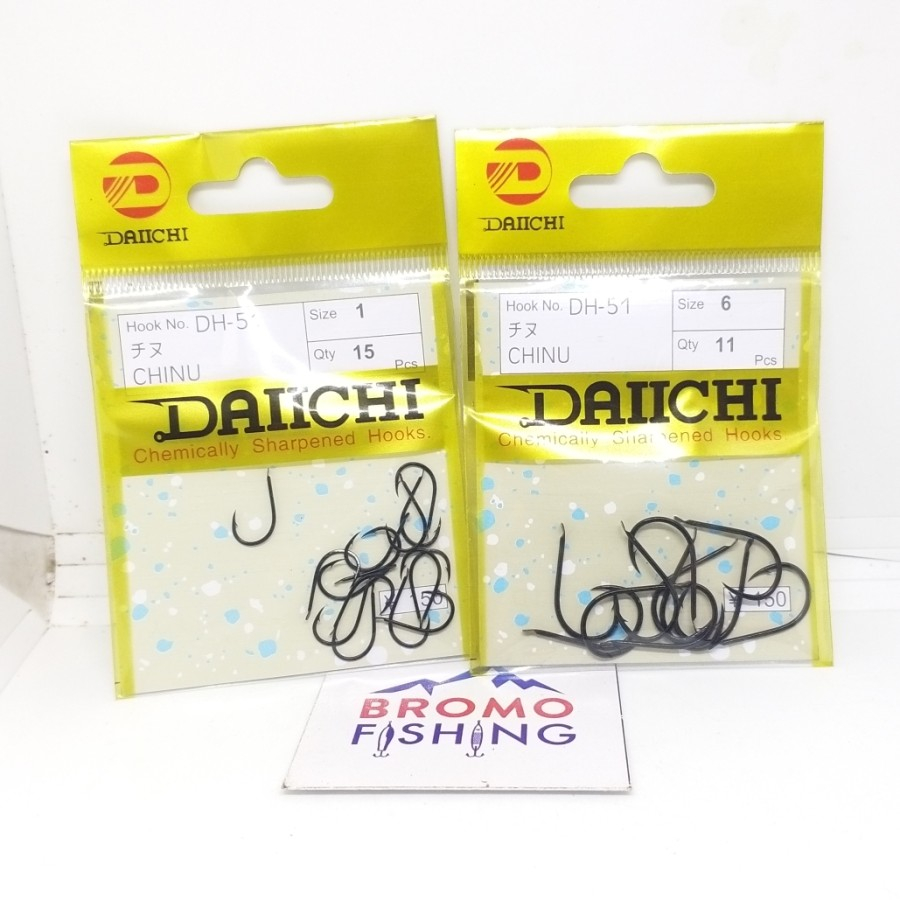 DAIICHI
Hook No. DH-51
チヌ
CHINU
Size 1
Qty 15 Pcs
DAIICHI
Chemically Sharpened Hooks.
DAIICHI
Hook No. DH-51
チヌ
CHINU
Size 6
Qty 11 Pcs
DAIICHI
Chemically Sharpened Hooks.
BROMO
FISHING